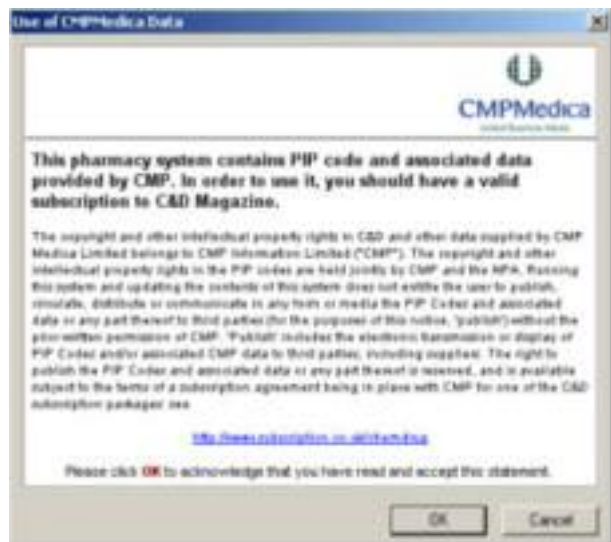 Use of CMPMedica Data
CMPMedica
United Business Media
This pharmacy system contains PIP code and associated data
provided by CMP. In order to use it, you should have a valid
subscription to C&D Magazine.
The copyright and other intellectual property rights in C&D and other data supplied by CMP
Medica Limited belongs to CMP Information Limited ("CMP"). The copyright and other
intellectual property rights in the PIP codes are held jointly by CMP and the NPA. Running
this system and updating the contents of this system does not entitle the user to publish,
circulate, distribute or communicate in any form or media the PIP Codes and associated
data or any part thereof to third parties (for the purposes of this notice, 'publish') without the
prior written permission of CMP. 'Publish' includes the electronic transmission or display of
PIP Codes and/or associated CMP data to third parties, including suppliers. The right to
publish the PIP Codes and associated data or any part thereof is reserved, and is available
subject to the terms of a subscription agreement being in place with CMP for one of the C&D
subscription packages: see
Please click OK to acknowledge that you have read and accept this statement.
OK
Cancel